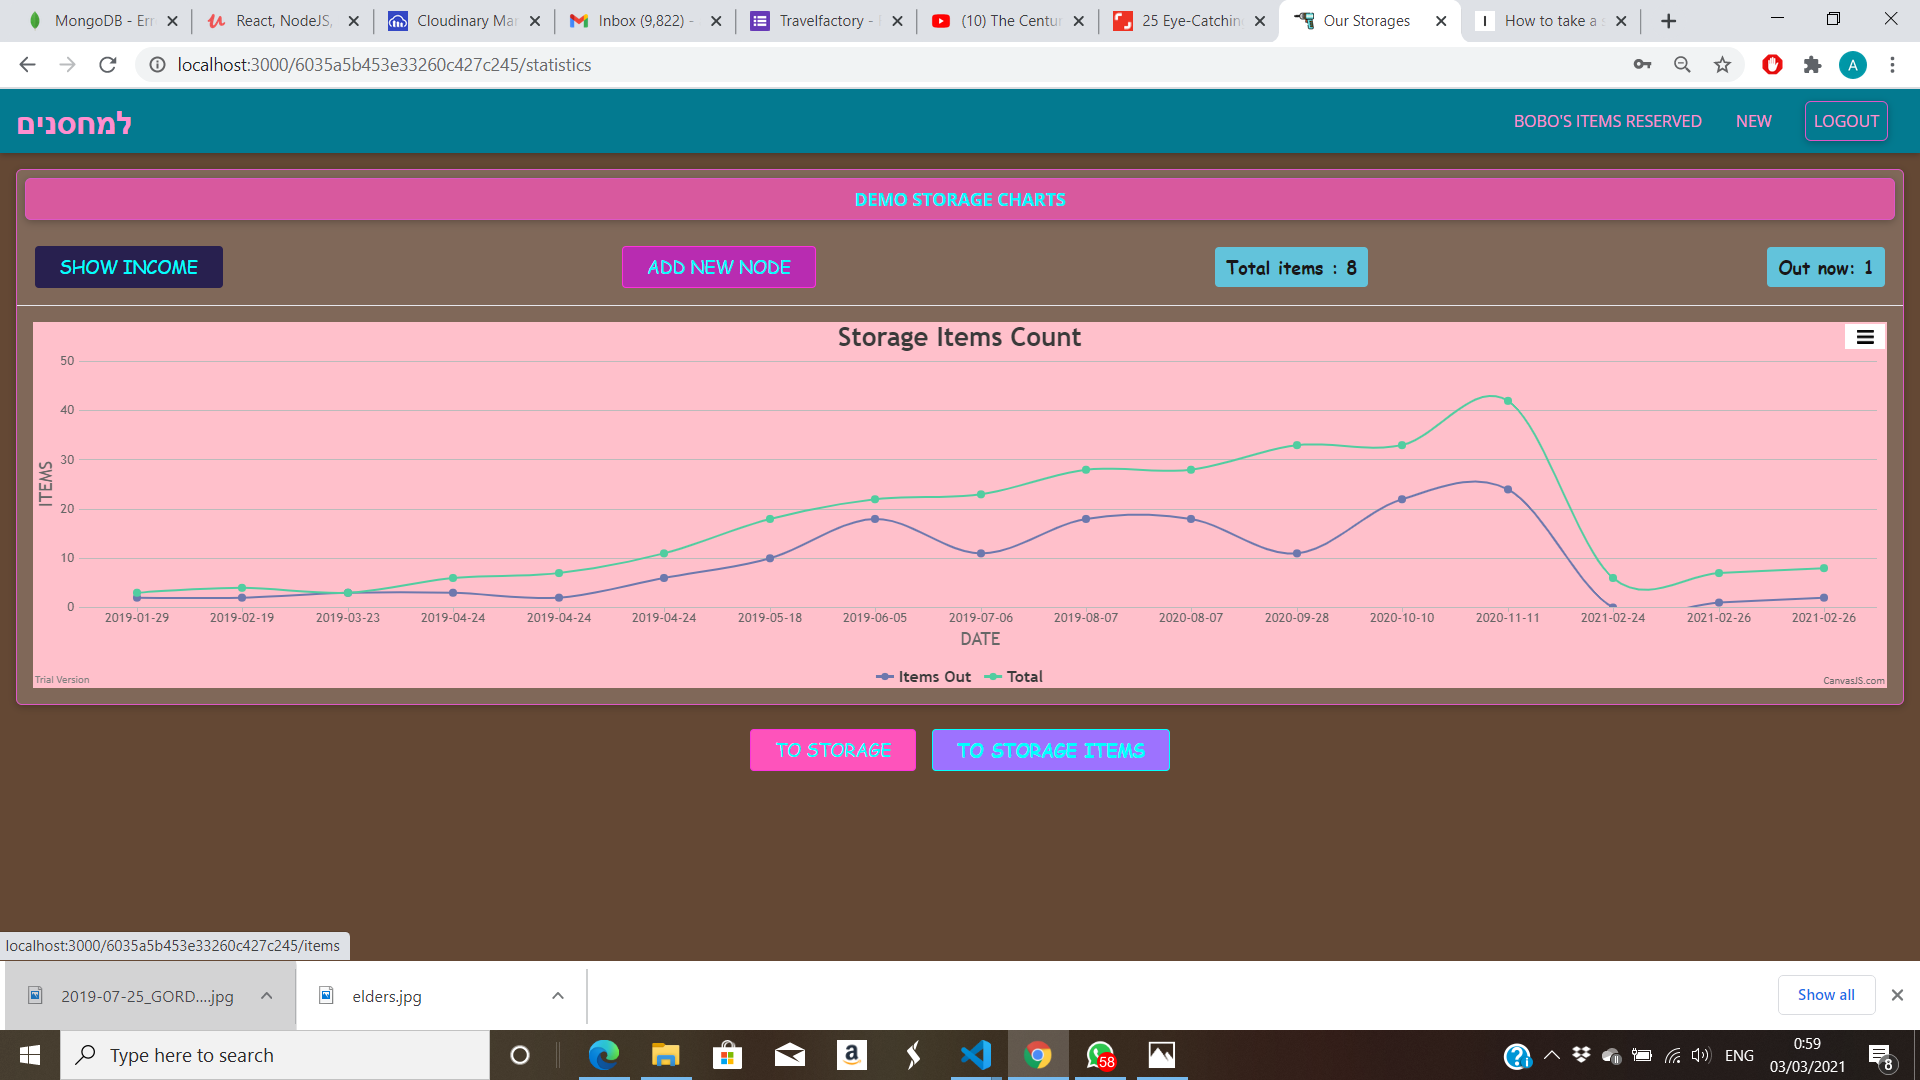 MongoDB - Err
React, NodeJS,
Cloudinary Mar
Inbox (9,822) -
Travelfactory -
(10) The Centur
25 Eye-Catchin
Our Storages
How to take a s
localhost:3000/6035a5b453e33260c427c245/statistics
A
למחסנים
BOBO'S ITEMS RESERVED
NEW
LOGOUT
DEMO STORAGE CHARTS
SHOW INCOME
ADD NEW NODE
Total items : 8
Out now: 1
Storage Items Count
50
40
30
20
10
0
ITEMS
2019-01-29 2019-02-19 2019-03-23 2019-04-24 2019-04-24 2019-04-24 2019-05-18 2019-06-05 2019-07-06 2019-08-07 2020-08-07 2020-09-28 2020-10-10 2020-11-11 2021-02-24 2021-02-26 2021-02-26
DATE
Items Out Total
Trial Version
CanvasJS.com
TO STORAGE
TO STORAGE ITEMS
localhost:3000/6035a5b453e33260c427c245/items
2019-07-25_GORD....jpg
elders.jpg
Show all
Type here to search
58
ENG
0:59
03/03/2021
8